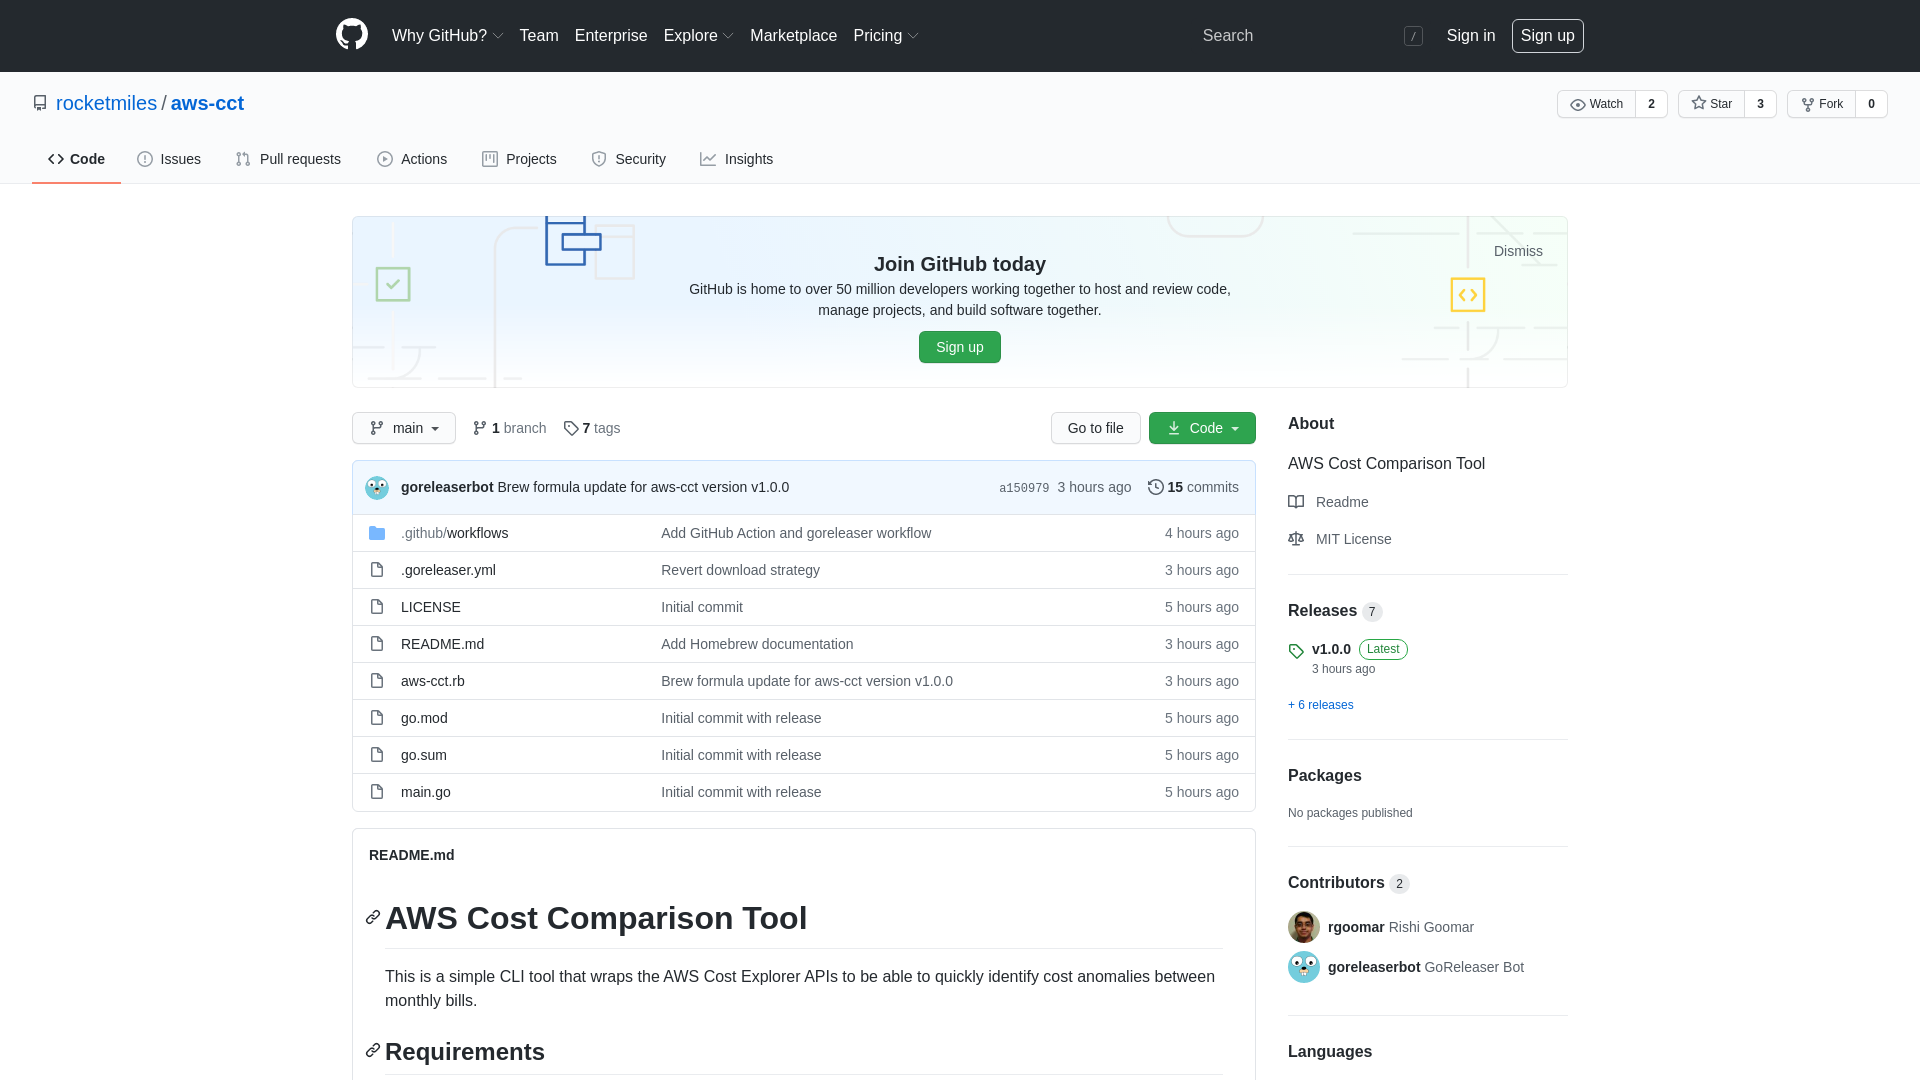 Why GitHub? Team Enterprise Explore Marketplace Pricing Search / Sign in Sign up
rocketmiles / aws-cct Watch 2 Star 3 Fork 0
Code Issues Pull requests Actions Projects Security Insights
Dismiss
Join GitHub today
GitHub is home to over 50 million developers working together to host and review code,
manage projects, and build software together.
Sign up
main 1 branch 7 tags Go to file Code
goreleaserbot Brew formula update for aws-cct version v1.0.0 a150979 3 hours ago 15 commits
.github/workflows Add GitHub Action and goreleaser workflow 4 hours ago
.goreleaser.yml Revert download strategy 3 hours ago
LICENSE Initial commit 5 hours ago
README.md Add Homebrew documentation 3 hours ago
aws-cct.rb Brew formula update for aws-cct version v1.0.0 3 hours ago
go.mod Initial commit with release 5 hours ago
go.sum Initial commit with release 5 hours ago
main.go Initial commit with release 5 hours ago
README.md
AWS Cost Comparison Tool
This is a simple CLI tool that wraps the AWS Cost Explorer APIs to be able to quickly identify cost anomalies between
monthly bills.
Requirements
About
AWS Cost Comparison Tool
Readme
MIT License
Releases 7
v1.0.0 Latest
3 hours ago
+ 6 releases
Packages
No packages published
Contributors 2
rgoomar Rishi Goomar
goreleaserbot GoReleaser Bot
Languages